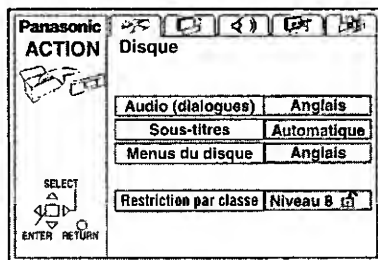 Panasonic
ACTION
Disque
Audio (dialogues) Anglais
Sous-titres Automatique
Menus du disque Anglais
Restriction par classe Niveau 8
SELECT
ENTER RETURN